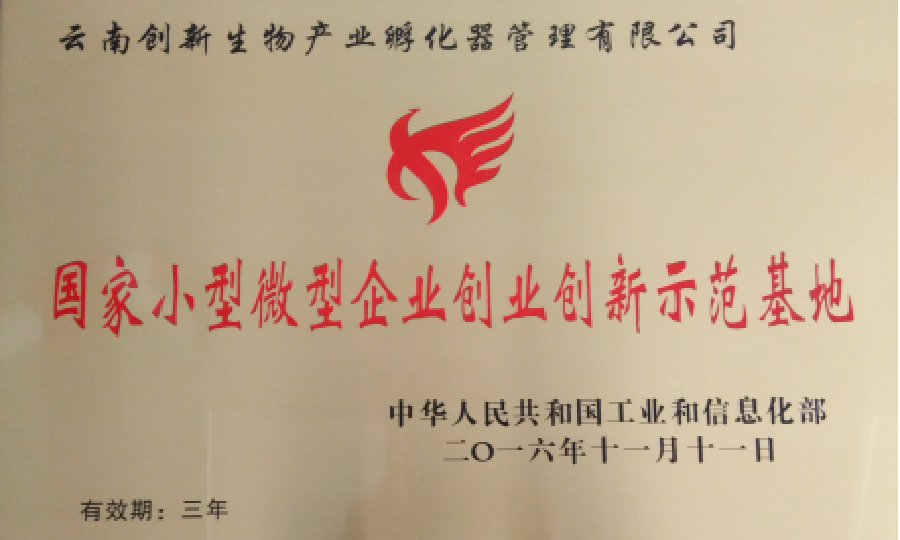 云南创新生物产业孵化器管理有限公司
国家小型微型企业创业创新示范基地
中华人民共和国工业和信息化部
二〇一六年十一月十一日
有效期：三年